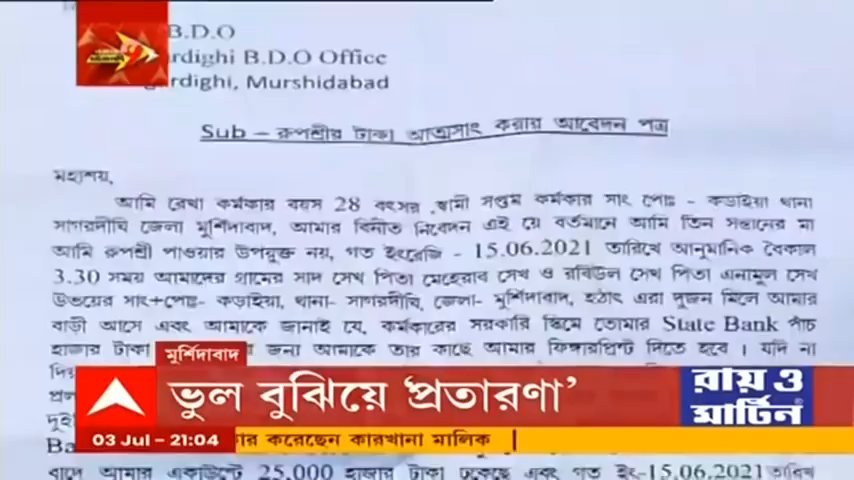 B.D.O
rdighi B.D.O Office
rdighi, Murshidabad
Sub - রুপশ্রীর টাকা আত্মসাৎ করার আবেদন পত্র
মহাশয়,
আমি রেখা কর্মকার বয়স 28 বৎসর স্বামী সপ্তম কর্মকার সাং পোঃ - কড়াইয়া থানা
সাগরদীঘি জেলা মুর্শিদাবাদ, আমার বিনীত নিবেদন এই যে বর্তমানে আমি তিন সন্তানের মা
আমি রুপশ্রী পাওয়ার উপযুক্ত নয়, গত ইংরেজি - 15.06.2021 তারিখে আনুমানিক বৈকাল
3.30 সময় আমাদের গ্রামের সাদ সেখ পিতা মেহেরাব সেখ ও রবিউল সেখ পিতা এনামুল সেখ
উভয়ের সাং+পোঃ- কড়াইয়া, থানা- সাগরদীঘি, জেলা- মুর্শিদাবাদ, হঠাৎ এরা দুজন মিলে আমার
বাড়ী আসে এবং আমাকে জানাই যে, কর্মকারের সরকারি স্কিমে তোমার State Bank পাঁচ
হাজার টাকা জন্য আমাকে তার কাছে আমার ফিঙ্গারপ্রিন্ট দিতে হবে । যদি না
মুর্শিদাবাদ
ভুল বুঝিয়ে 'প্রতারণা'
রায় ও
মার্টিন
03 Jul - 21:04
করেছেন কারখানা মালিক
বাদে আমার একাউন্টে 25,000 হাজার টাকা ঢুকেছে এবং গত ইং-15.06.2021 তারিখ